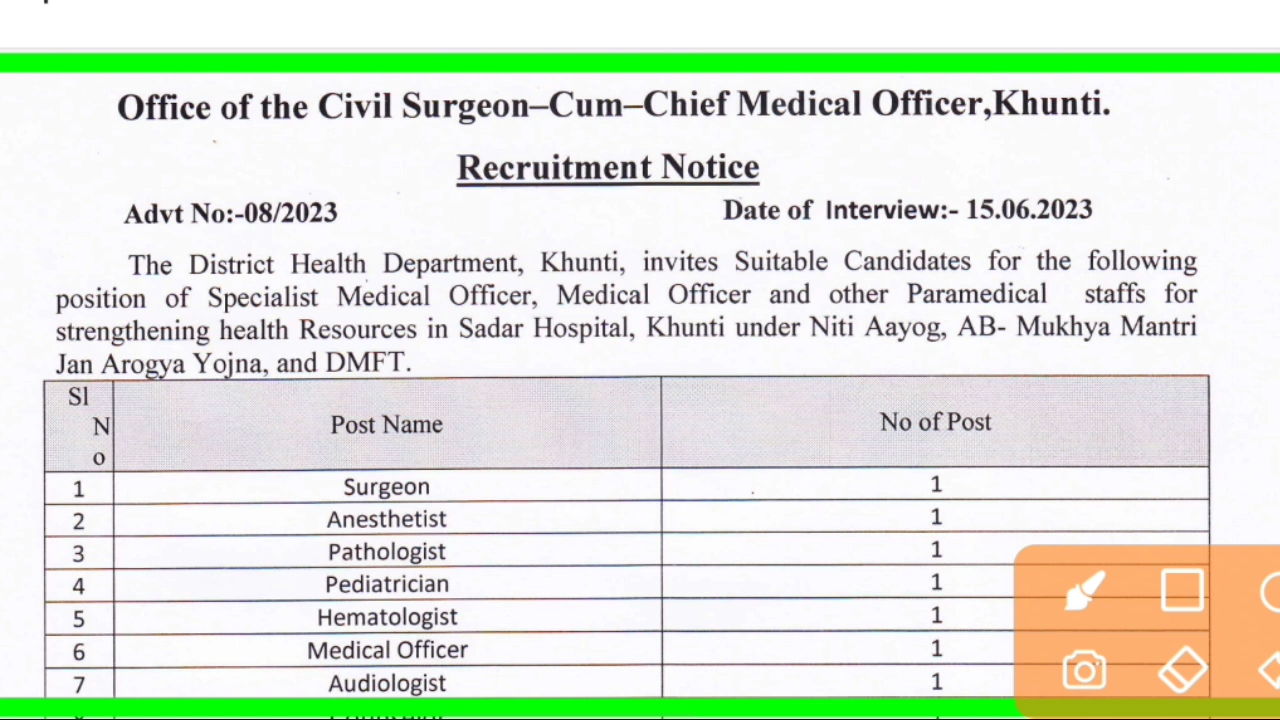 Office of the Civil Surgeon–Cum–Chief Medical Officer,Khunti.
Recruitment Notice
Advt No:-08/2023 Date of Interview:- 15.06.2023
The District Health Department, Khunti, invites Suitable Candidates for the following
position of Specialist Medical Officer, Medical Officer and other Paramedical staffs for
strengthening health Resources in Sadar Hospital, Khunti under Niti Aayog, AB- Mukhya Mantri
Jan Arogya Yojna, and DMFT.
Sl
N
o
Post Name
No of Post
1 Surgeon 1
2 Anesthetist 1
3 Pathologist 1
4 Pediatrician 1
5 Hematologist 1
6 Medical Officer 1
7 Audiologist 1